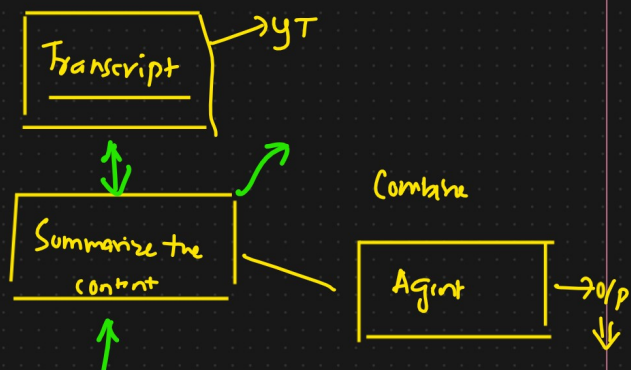 YT
Transcript
Combine
Summarize the
content
Agent
O/p